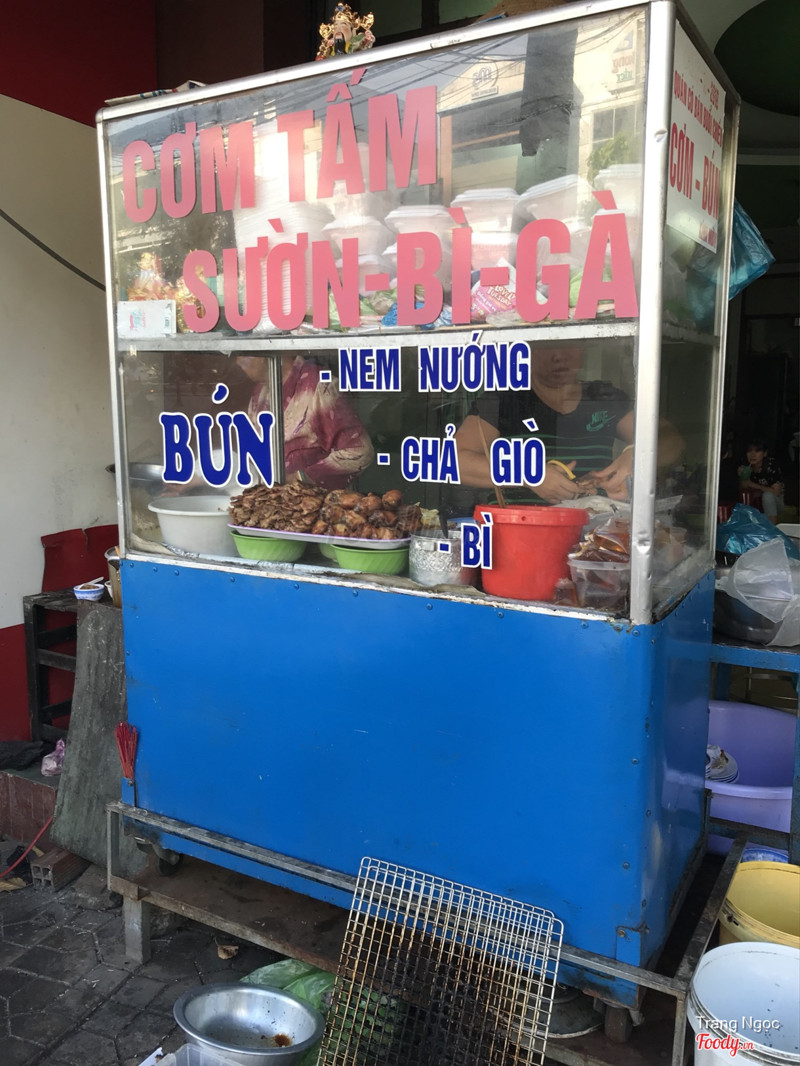 CƠM TẤM
SƯỜN-BÌ-GÀ
BÚN
- NEM NƯỚNG
- CHẢ GIÒ
- BÌ
CƠM - BÚN
Trang Ngọc
Foody.vn